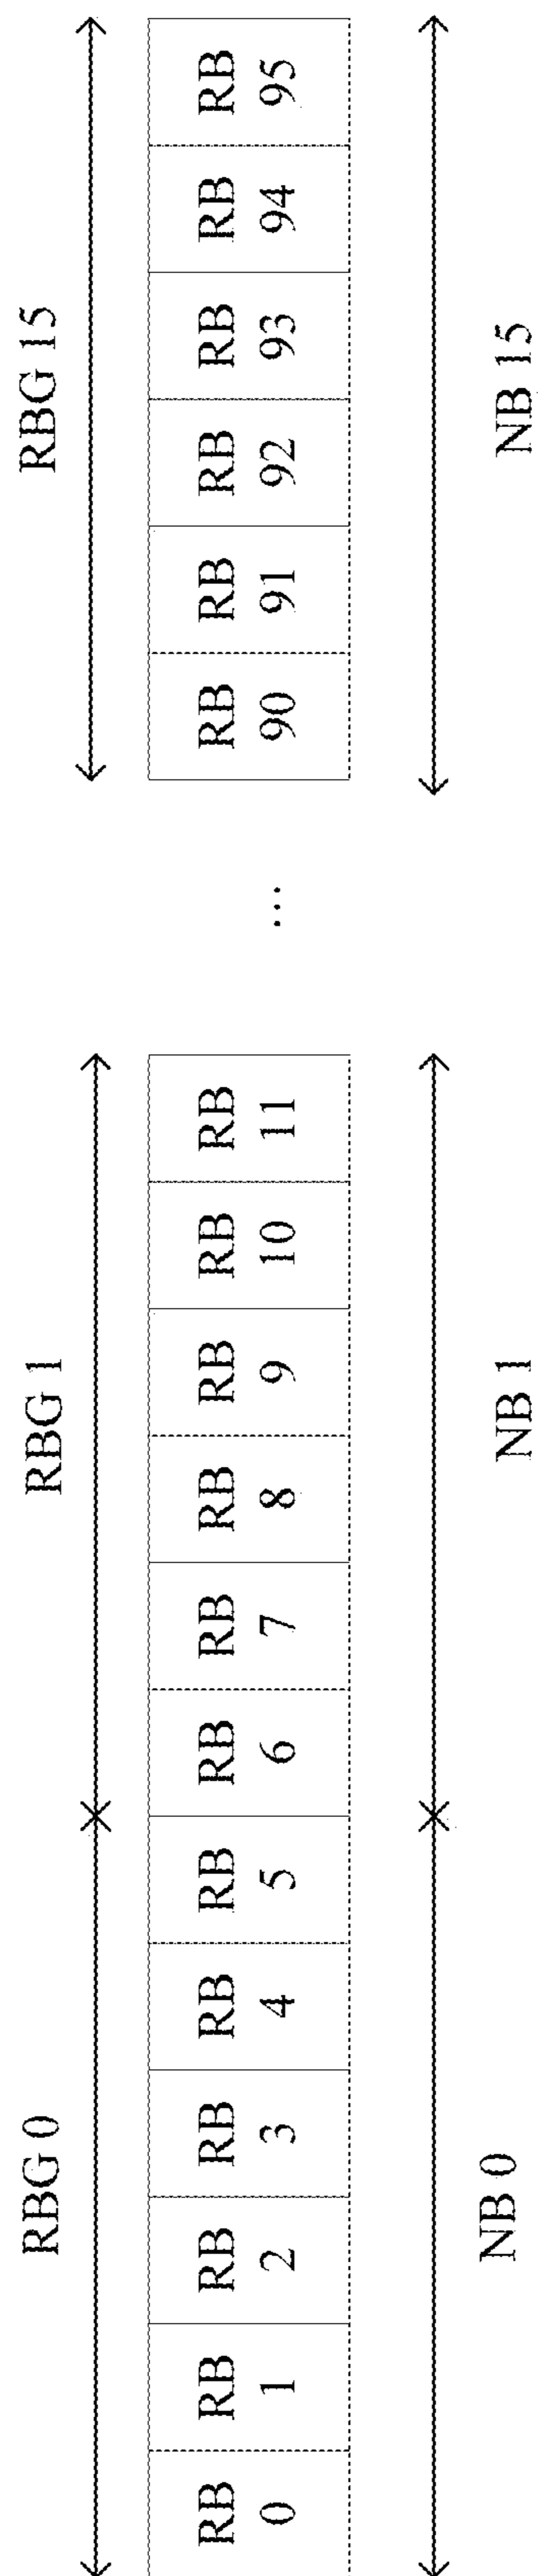 RBG 0 RBG 1 RBG 15
RB RB RB RB RB RB RB RB RB RB RB RB RB RB RB RB RB RB
0 1 2 3 4 5 6 7 8 9 10 11 ... 90 91 92 93 94 95
NB 0 NB 1 NB 15